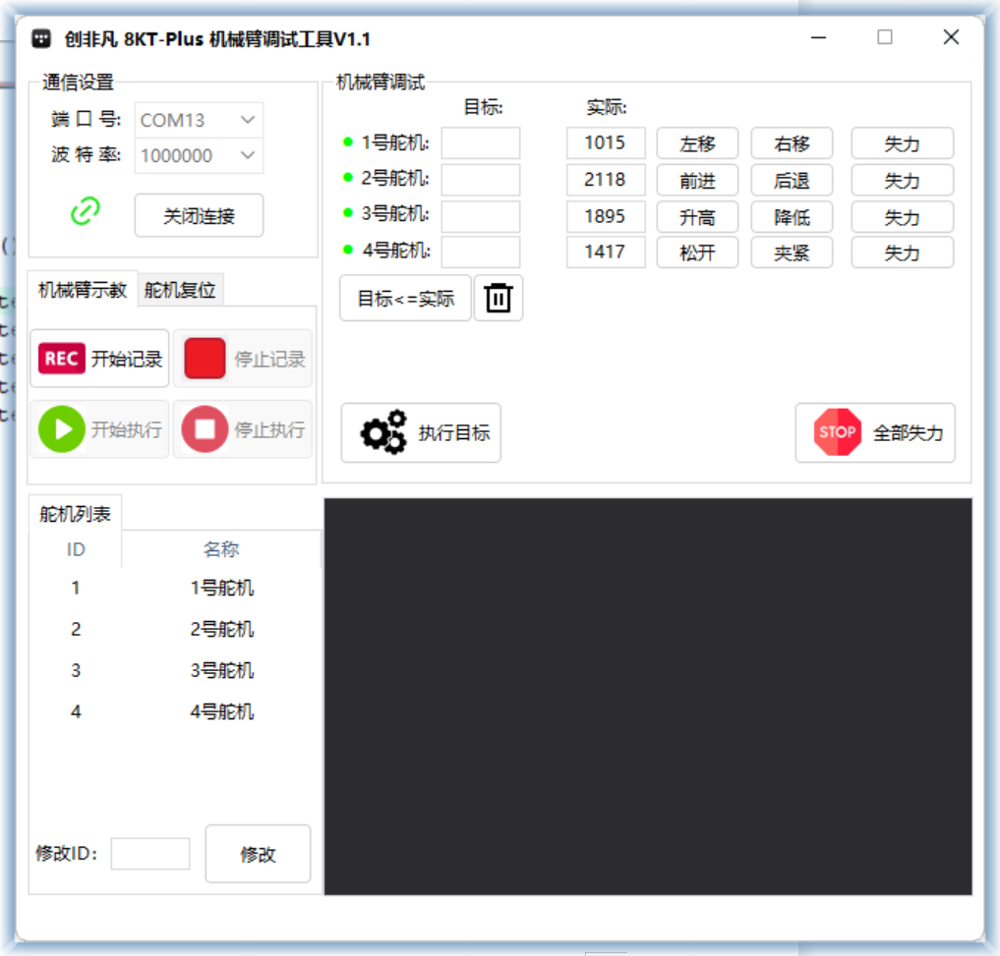 创非凡 8KT-Plus 机械臂调试工具V1.1
通信设置
端 口 号: COM13
波 特 率: 1000000
关闭连接
机械臂调试
目标: 实际:
1号舵机: 1015 左移 右移 失力
2号舵机: 2118 前进 后退 失力
3号舵机: 1895 升高 降低 失力
4号舵机: 1417 松开 夹紧 失力
目标<=实际
执行目标
STOP 全部失力
机械臂示教 舵机复位
REC 开始记录 停止记录
开始执行 停止执行
舵机列表
ID 名称
1 1号舵机
2 2号舵机
3 3号舵机
4 4号舵机
修改ID: 修改